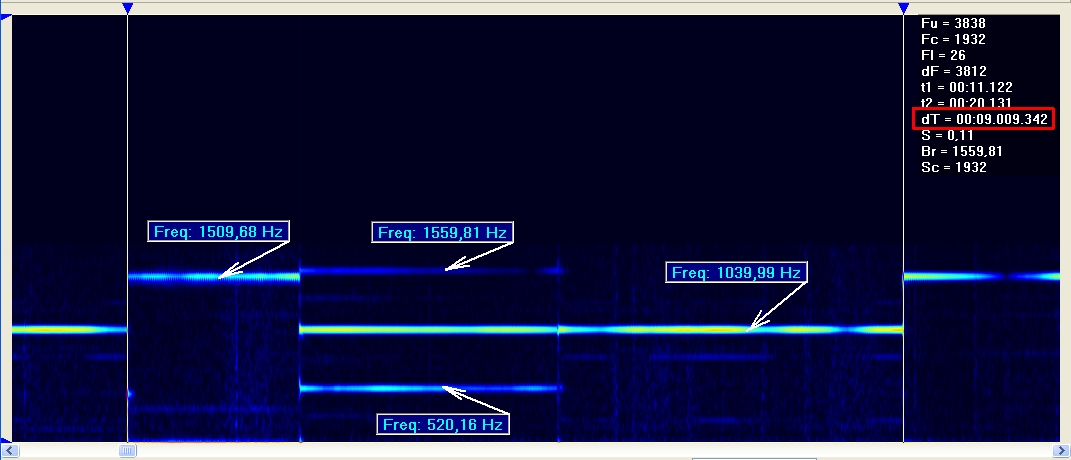 Fu = 3838
Fc = 1932
Fl = 26
dF = 3812
t1 = 00:11.122
t2 = 00:20.131
dT = 00:09.009.342
S = 0,11
Br = 1559,81
Sc = 1932
Freq: 1509,68 Hz
Freq: 1559,81 Hz
Freq: 1039,99 Hz
Freq: 520,16 Hz